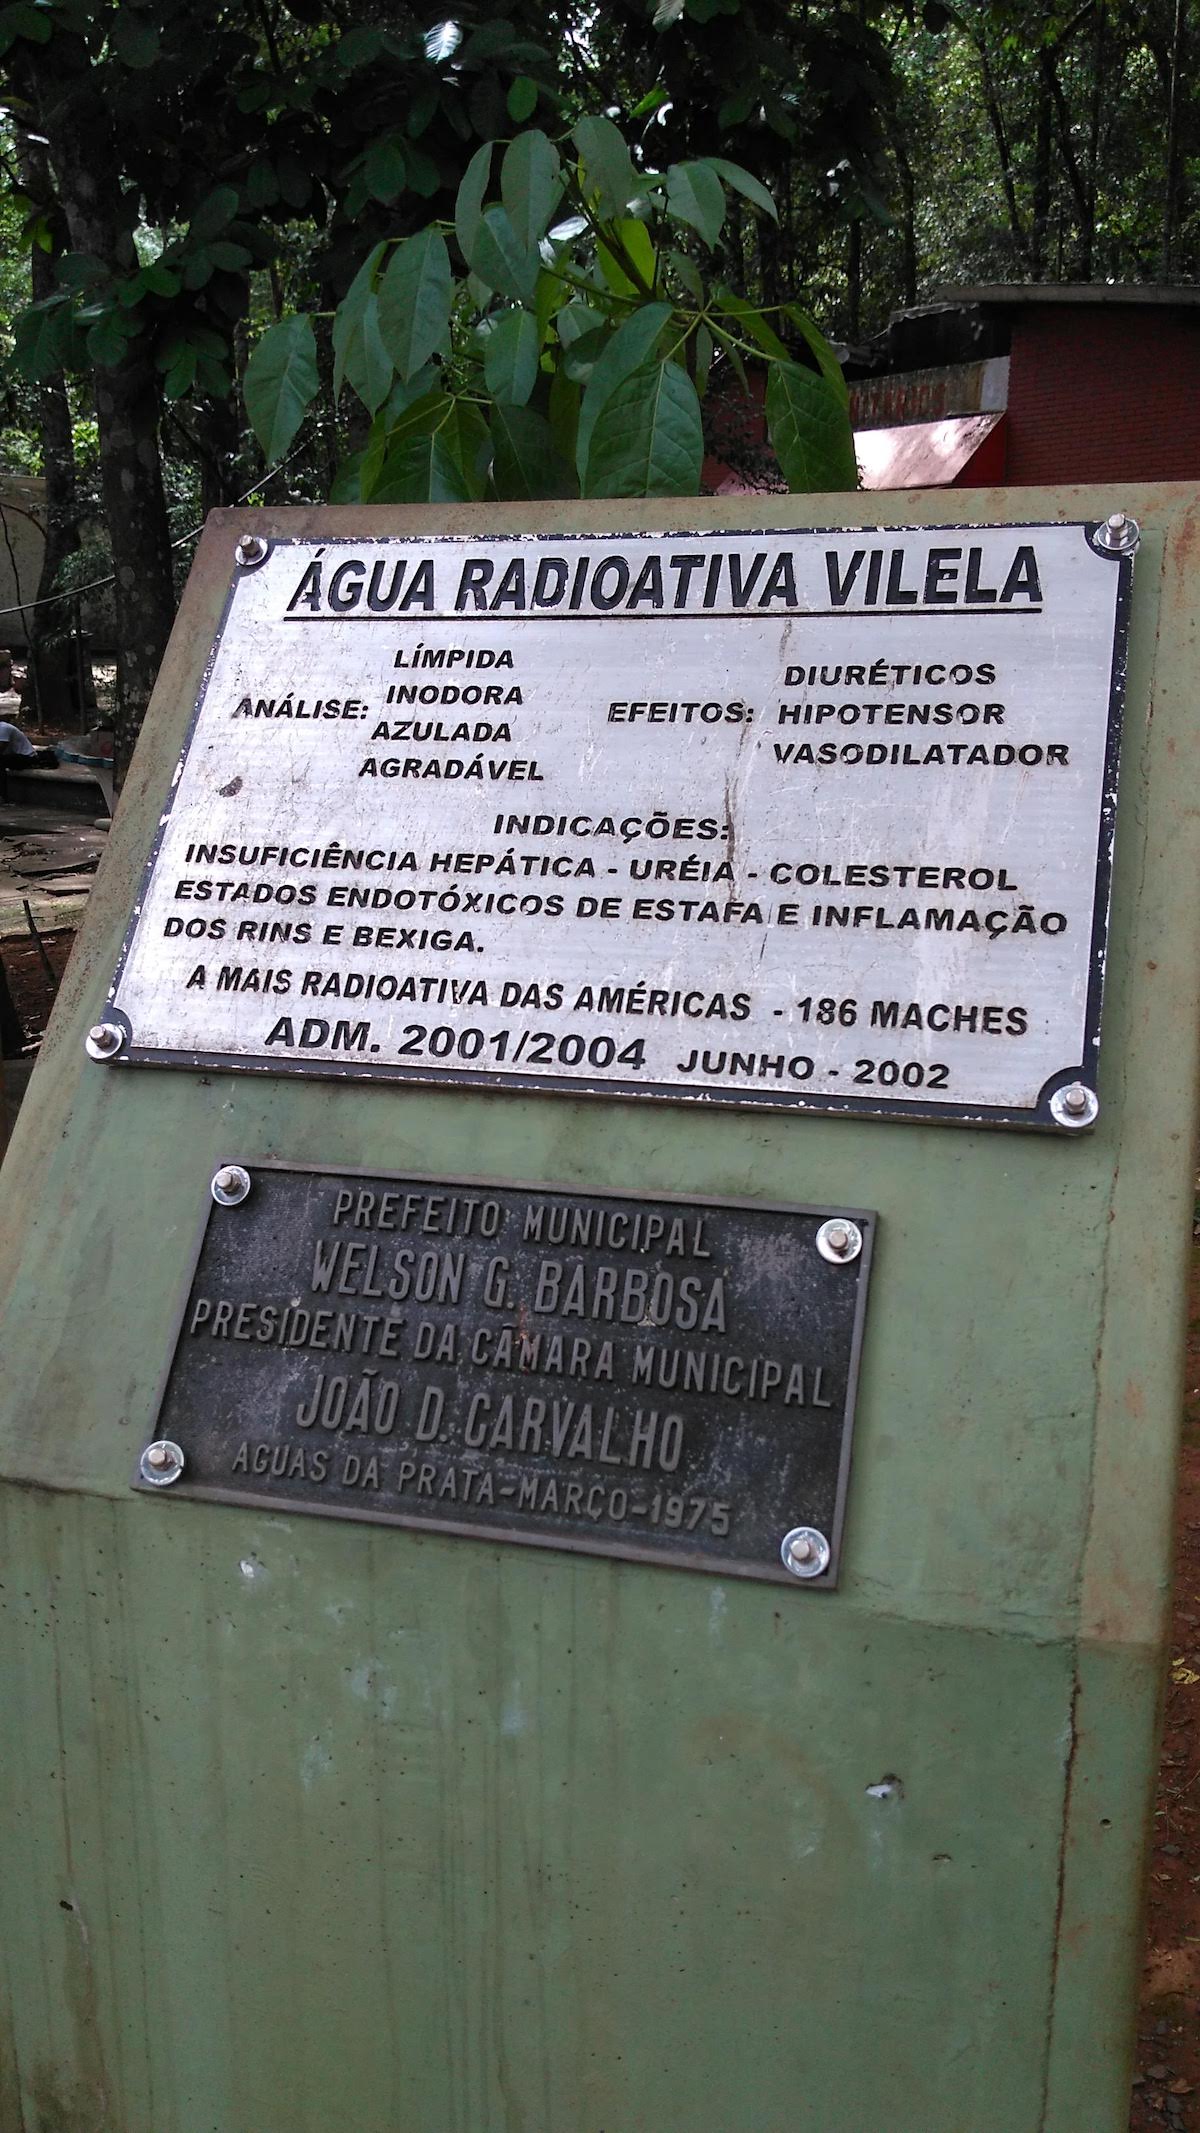 ÁGUA RADIOATIVA VILELA
ANÁLISE:
LÍMPIDA
INODORA
AZULADA
AGRADÁVEL
EFEITOS:
DIURÉTICOS
HIPOTENSOR
VASODILATADOR
INDICAÇÕES:
INSUFICIÊNCIA HEPÁTICA - URÉIA - COLESTEROL
ESTADOS ENDOTÓXICOS DE ESTAFA E INFLAMAÇÃO
DOS RINS E BEXIGA.
A MAIS RADIOATIVA DAS AMÉRICAS - 186 MACHES
ADM. 2001/2004 JUNHO - 2002
PREFEITO MUNICIPAL
WELSON G. BARBOSA
PRESIDENTE DA CÂMARA MUNICIPAL
JOÃO D. CARVALHO
AGUAS DA PRATA-MARÇO-1975